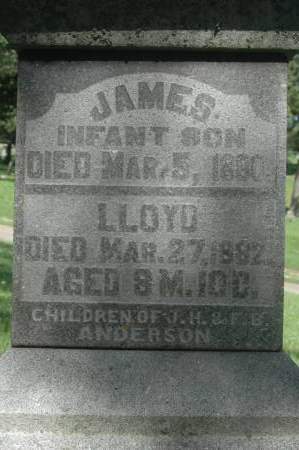 JAMES.
INFANT SON
DIED MAR. 5, 1880.
LLOYD
DIED MAR. 27, 1882.
AGED 8 M. 10 D.
CHILDREN OF J. H. & F. B.
ANDERSON